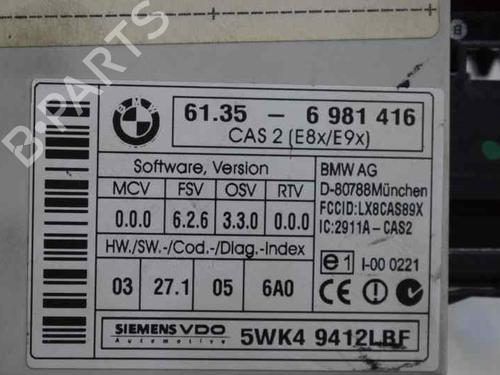 B-PARTS
BMW
61.35 - 6 981 416
CAS 2 (E8x/E9x)
Software, Version
MCV FSV OSV RTV
0.0.0 6.2.6 3.3.0 0.0.0
HW./SW.-/Cod.-/Diag.-Index
03 27.1 05 6A0
BMW AG
D-80788München
FCCID:LX8CAS89X
IC:2911A-CAS2
e1 I-00 0221
CE
SIEMENS VDO
Automotive
5WK4 9412LBF